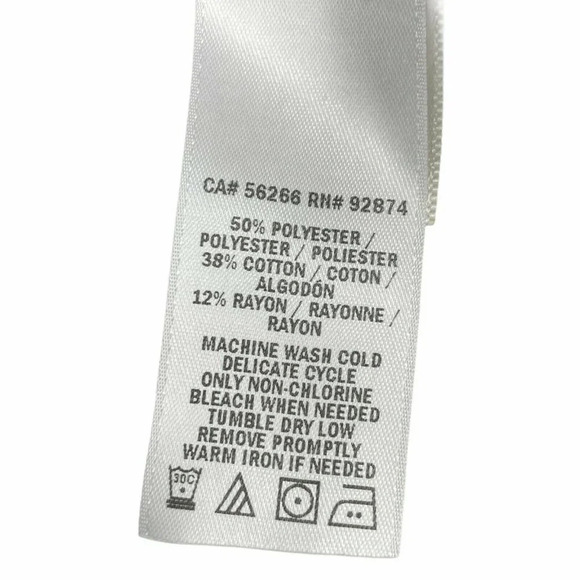 CA# 56266 RN# 92874
50% POLYESTER /
POLYESTER / POLIESTER
38% COTTON / COTON /
ALGODÓN
12% RAYON / RAYONNE /
RAYON
MACHINE WASH COLD
DELICATE CYCLE
ONLY NON-CHLORINE
BLEACH WHEN NEEDED
TUMBLE DRY LOW
REMOVE PROMPTLY
WARM IRON IF NEEDED
30C